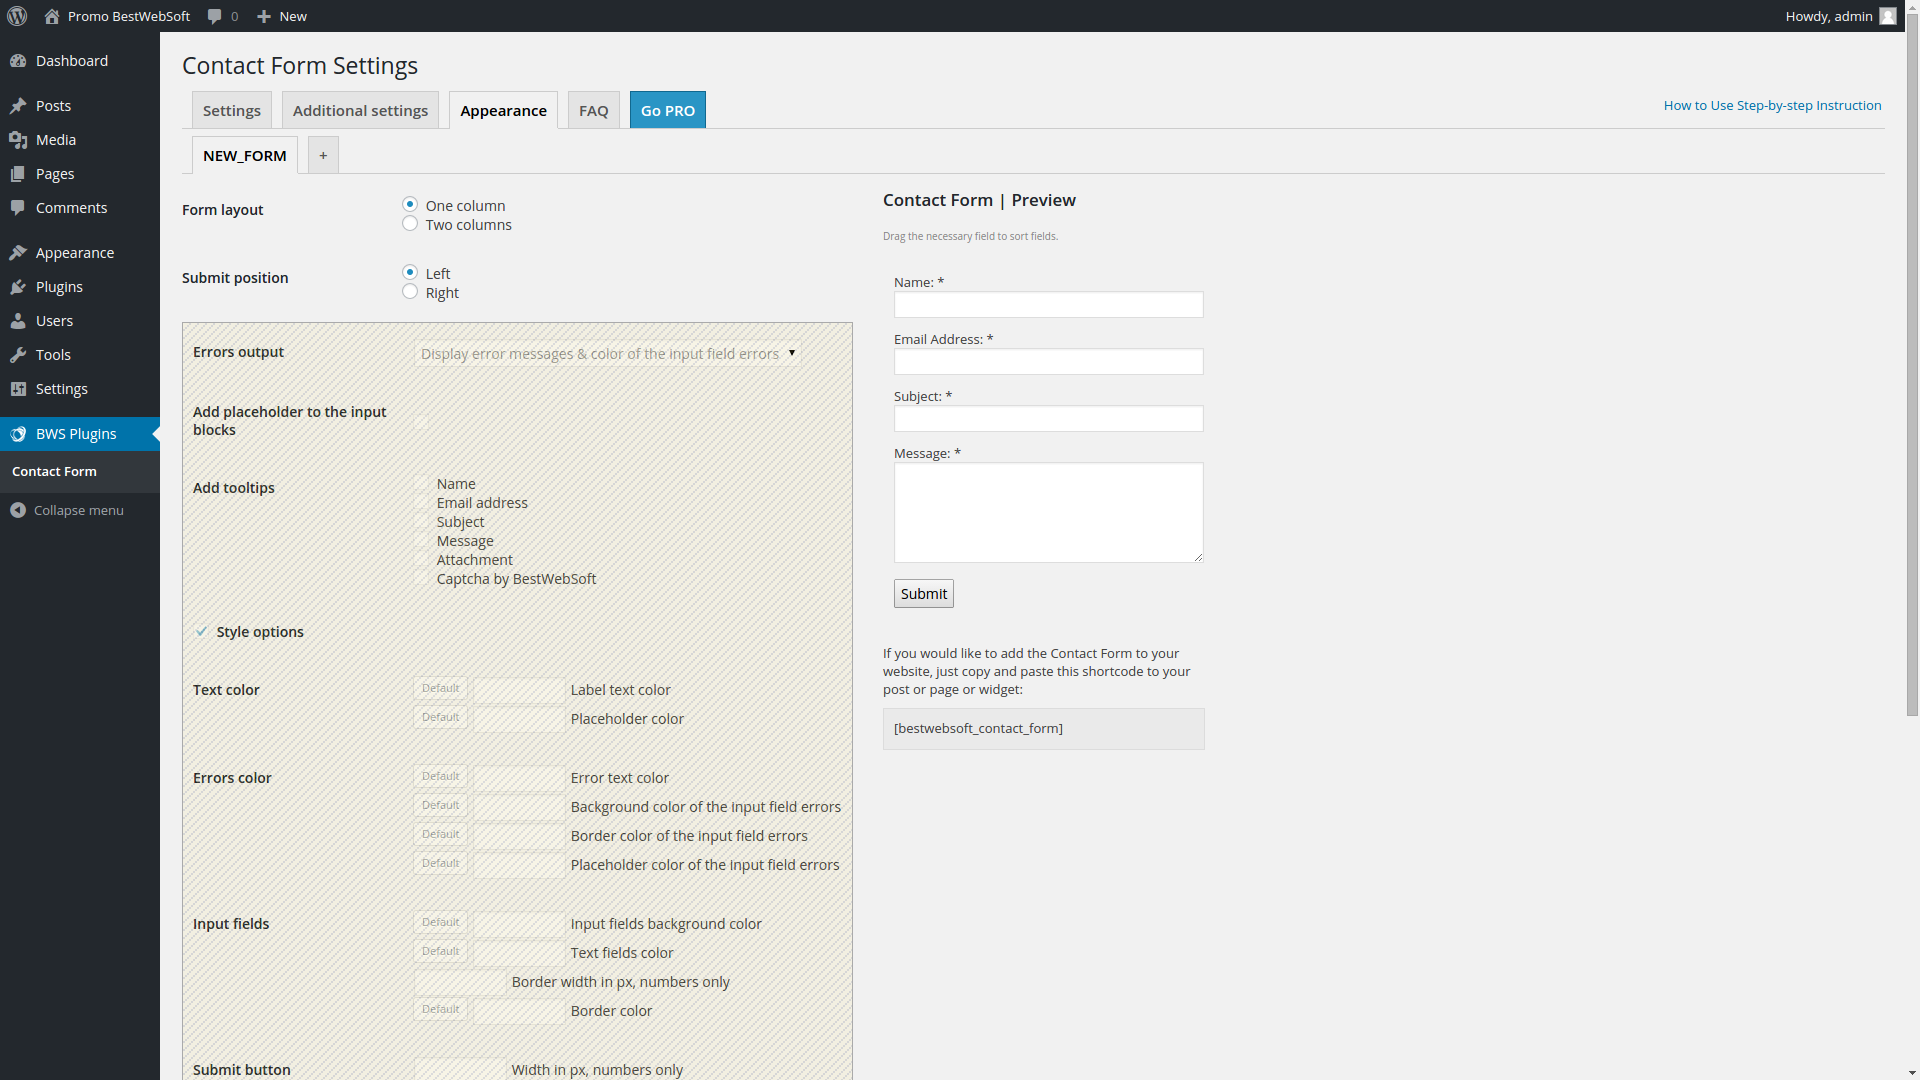 Promo BestWebSoft 0 New Howdy, admin
Dashboard
Posts
Media
Pages
Comments
Appearance
Plugins
Users
Tools
Settings
BWS Plugins
Contact Form
Collapse menu
Contact Form Settings
Settings Additional settings Appearance FAQ Go PRO How to Use Step-by-step Instruction
NEW_FORM +
Form layout One column
Two columns
Submit position Left
Right
Errors output Display error messages & color of the input field errors
Add placeholder to the input
blocks
Add tooltips Name
Email address
Subject
Message
Attachment
Captcha by BestWebSoft
Style options
Text color Default Label text color
Default Placeholder color
Errors color Default Error text color
Default Background color of the input field errors
Default Border color of the input field errors
Default Placeholder color of the input field errors
Input fields Default Input fields background color
Default Text fields color
Border width in px, numbers only
Default Border color
Submit button Width in px, numbers only
Contact Form | Preview
Drag the necessary field to sort fields.
Name: *
Email Address: *
Subject: *
Message: *
Submit
If you would like to add the Contact Form to your
website, just copy and paste this shortcode to your
post or page or widget:
[bestwebsoft_contact_form]